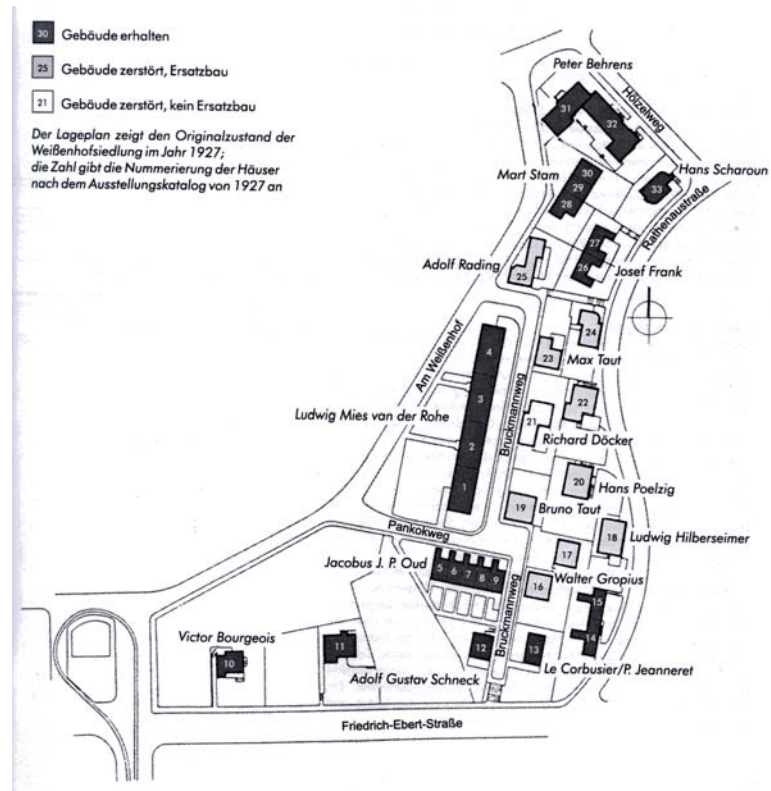 30 Gebäude erhalten
25 Gebäude zerstört, Ersatzbau
21 Gebäude zerstört, kein Ersatzbau
Der Lageplan zeigt den Originalzustand der
Weißenhofsiedlung im Jahr 1927;
die Zahl gibt die Nummerierung der Häuser
nach dem Ausstellungskatalog von 1927 an
Peter Behrens
Hölzelweg
31
32
Mart Stam
30
29
28
Hans Scharoun
33
Rathenaustraße
Adolf Rading
25
27
26
Josef Frank
24
23
Max Taut
Am Weißenhof
4
3
2
1
Ludwig Mies van der Rohe
Bruckmannweg
22
21
Richard Döcker
20
Hans Poelzig
19
Bruno Taut
18
Ludwig Hilberseimer
Pankokweg
17
Jacobus J. P. Oud
5 6 7 8 9
Walter Gropius
16
Bruckmannweg
15
14
Victor Bourgeois
10
11
12
13
Le Corbusier/P. Jeanneret
Adolf Gustav Schneck
Friedrich-Ebert-Straße